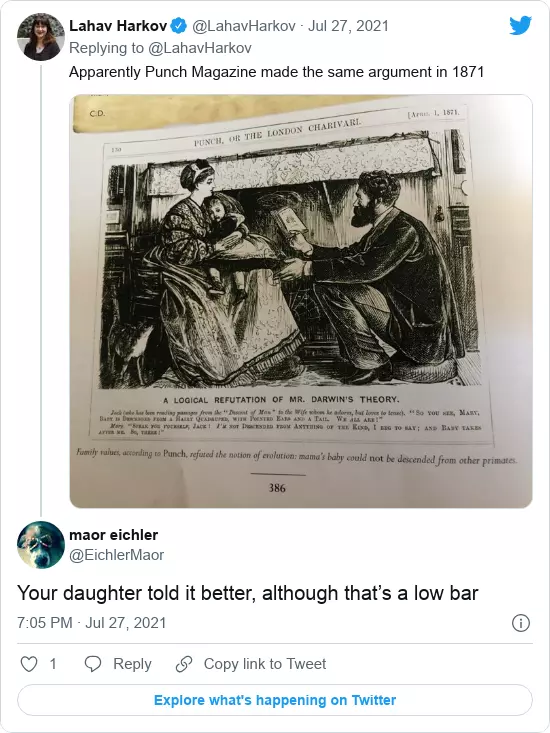 Lahav Harkov @LahavHarkov · Jul 27, 2021
Replying to @LahavHarkov
Apparently Punch Magazine made the same argument in 1871
C.D.
130 PUNCH, OR THE LONDON CHARIVARI. [APRIL 1, 1871.
A LOGICAL REFUTATION OF MR. DARWIN'S THEORY.
Jack (who has been reading passages from the "Descent of Man" to the Wife whom he adores, but loves to tease). "SO YOU SEE, MARY,
BABY IS DESCENDED FROM A HAIRY QUADRUPED, WITH POINTED EARS AND A TAIL. WE ALL ARE!"
Mary. "SPEAK FOR YOURSELF, JACK! I'M NOT DESCENDED FROM ANYTHING OF THE KIND, I BEG TO SAY; AND BABY TAKES
AFTER ME. SO, THERE!"
Family values, according to Punch, refuted the notion of evolution: mama's baby could not be descended from other primates.
386
maor eichler
@EichlerMaor
Your daughter told it better, although that's a low bar
7:05 PM · Jul 27, 2021
1 Reply Copy link to Tweet
Explore what's happening on Twitter